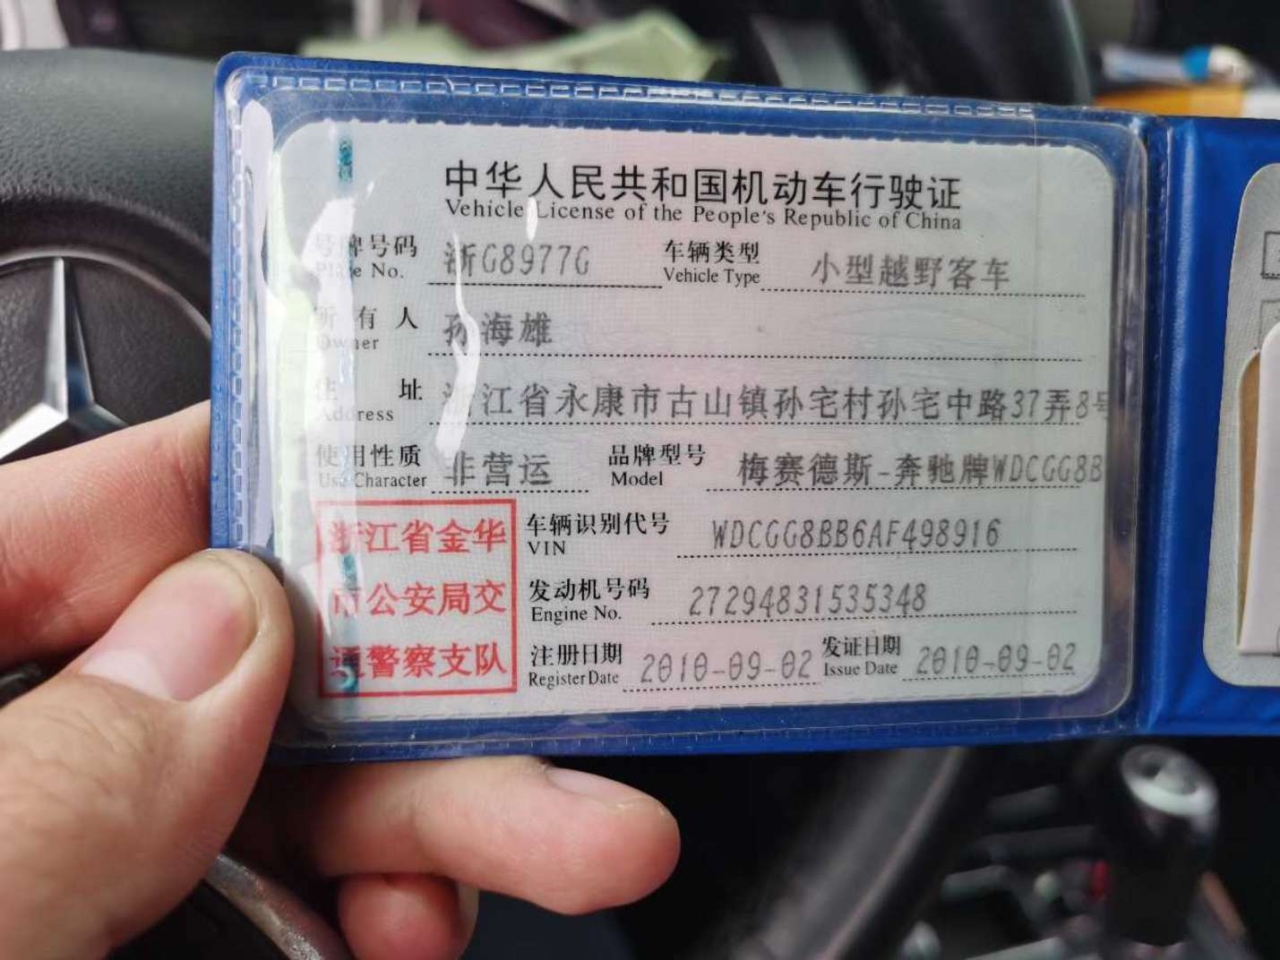 中华人民共和国机动车行驶证
Vehicle License of the People's Republic of China
号牌号码 浙G8977G 车辆类型 小型越野客车
Plate No. Vehicle Type
所有人 孙海雄
Owner
住址 浙江省永康市古山镇孙宅村孙宅中路37弄8号
Address
使用性质 非营运 品牌型号 梅赛德斯-奔驰牌WDCGG8B
Use Character Model
浙江省金华
市公安局交
通警察支队
车辆识别代号 WDCGG8BB6AF498916
VIN
发动机号码 27294831535348
Engine No.
注册日期 2010-09-02 发证日期 2010-09-02
Register Date Issue Date